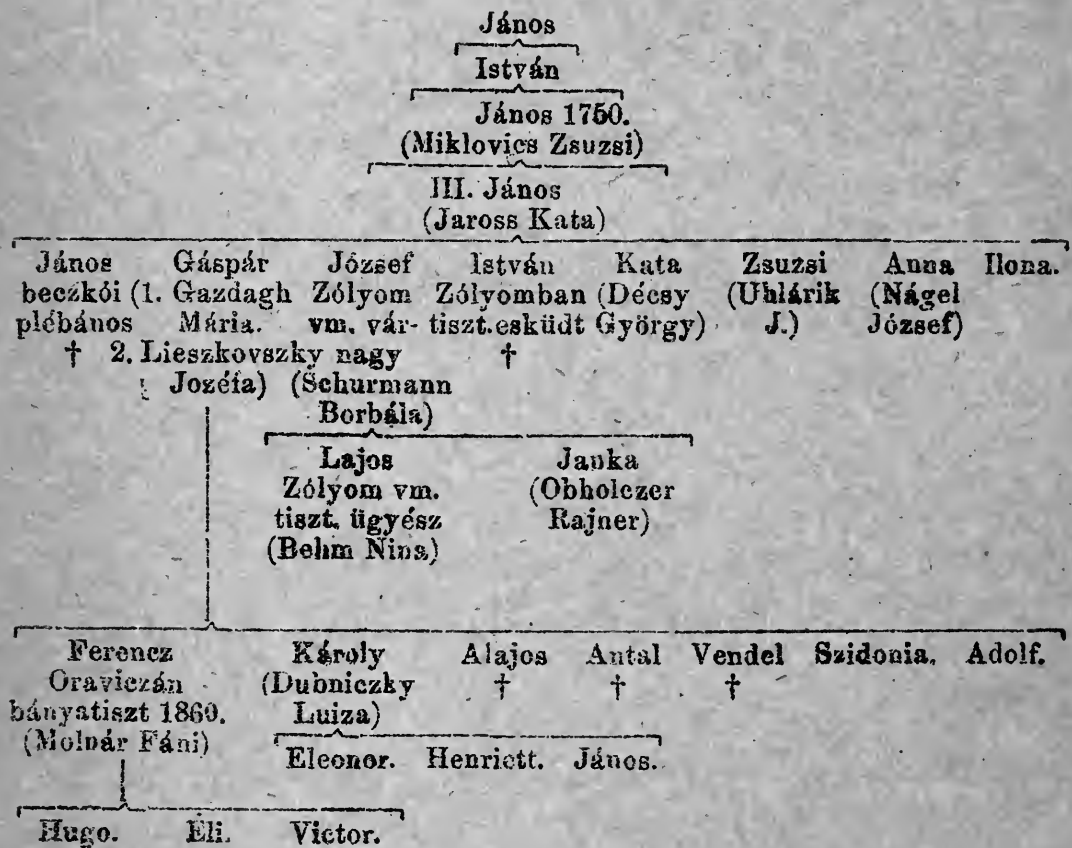 János
István
János 1750.
(Miklovics Zsuzsi)
III. János
(Jaross Kata)
János Gáspár József István Kata Zsuzsi Anna Ilona.
beczkói (1. Gazdagh Zólyom Zólyomban (Décsy (Uhlárik (Nágel
plébános Mária. vm. vár- tiszt. esküdt György) J.) József)
† 2. Lieszkovszky nagy †
Jozéfa) (Schurmann
Borbála)
Lajos Janka
Zólyom vm. (Obholczer
tiszt. ügyész Rajner)
(Behm Nina)
Ferencz Károly Alajos Antal Vendel Szidonia. Adolf.
Oraviczán (Dubniczky † † †
bányatiszt 1860. Luiza)
(Molnár Fáni)
Eleonor. Henriett. János.
Hugo. Éli. Victor.